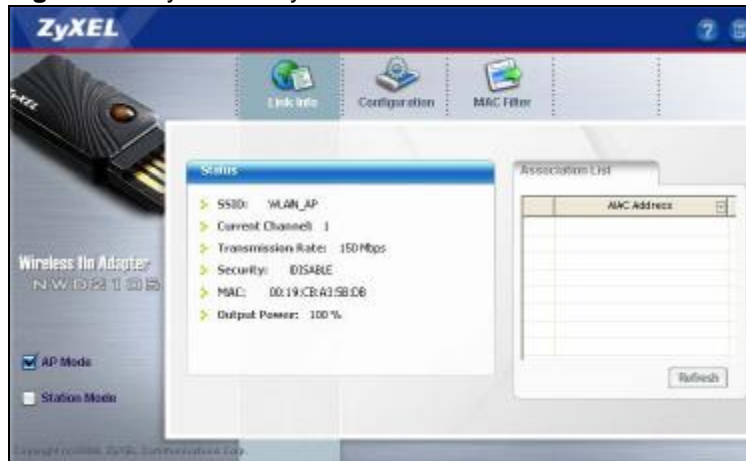 ZyXEL
Link Info
Configuration
MAC Filter
Status
SSID: WLAN_AP
Current Channel: 1
Transmission Rate: 150 Mbps
Security: DISABLE
MAC: 00:19:CB:A3:5B:DB
Output Power: 100 %
Association List
MAC Address
Refresh
Wireless 11n Adapter
NWD2105
AP Mode
Station Mode